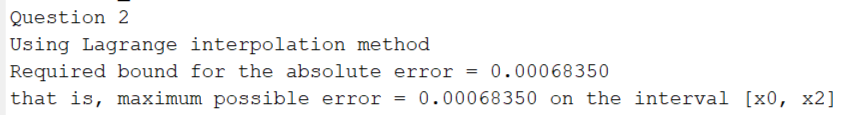 Question 2
Using Lagrange interpolation method
Required bound for the absolute error = 0.00068350
that is, maximum possible error = 0.00068350 on the interval [x0, x2]